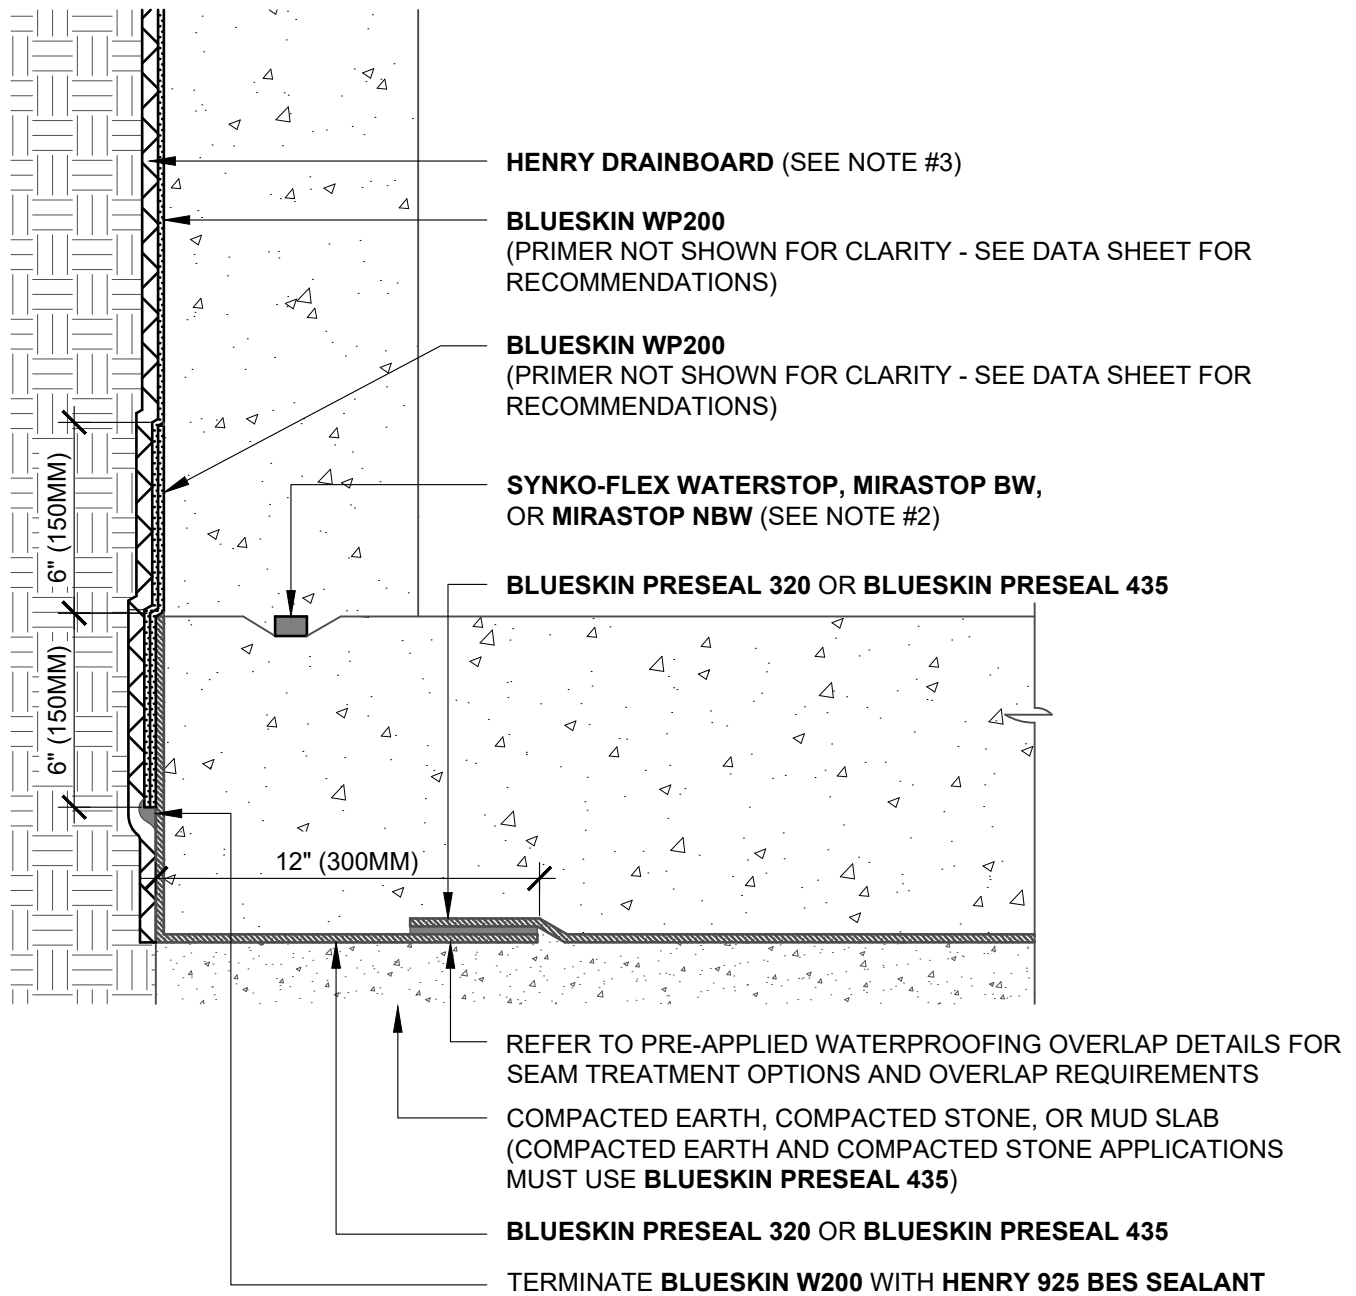 HENRY DRAINBOARD (SEE NOTE #3)
BLUESKIN WP200
(PRIMER NOT SHOWN FOR CLARITY - SEE DATA SHEET FOR
RECOMMENDATIONS)
BLUESKIN WP200
(PRIMER NOT SHOWN FOR CLARITY - SEE DATA SHEET FOR
RECOMMENDATIONS)
6" (150MM)
SYNKO-FLEX WATERSTOP, MIRASTOP BW,
OR MIRASTOP NBW (SEE NOTE #2)
BLUESKIN PRESEAL 320 OR BLUESKIN PRESEAL 435
6" (150MM)
12" (300MM)
REFER TO PRE-APPLIED WATERPROOFING OVERLAP DETAILS FOR
SEAM TREATMENT OPTIONS AND OVERLAP REQUIREMENTS
COMPACTED EARTH, COMPACTED STONE, OR MUD SLAB
(COMPACTED EARTH AND COMPACTED STONE APPLICATIONS
MUST USE BLUESKIN PRESEAL 435)
BLUESKIN PRESEAL 320 OR BLUESKIN PRESEAL 435
TERMINATE BLUESKIN W200 WITH HENRY 925 BES SEALANT